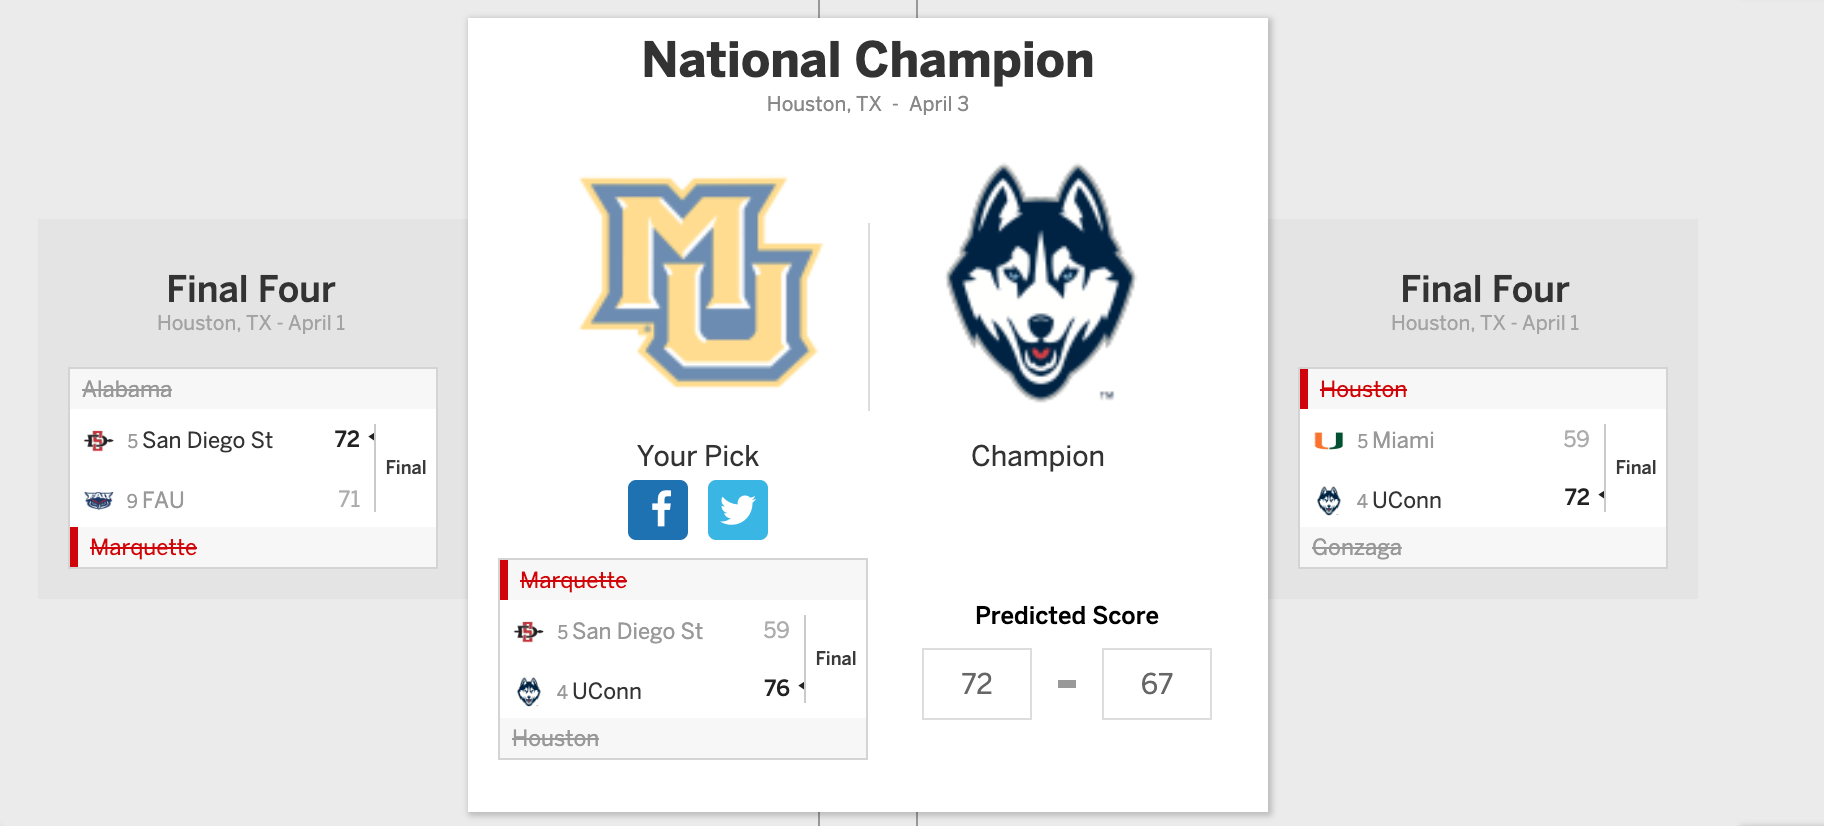 National Champion
Houston, TX - April 3
MU
TM
Your Pick
Champion
Final Four
Houston, TX - April 1
Alabama
5 San Diego St 72
Final
9 FAU 71
Marquette
Marquette
5 San Diego St 59
Final
4 UConn 76
Houston
Predicted Score
72 - 67
Final Four
Houston, TX - April 1
Houston
5 Miami 59
Final
4 UConn 72
Gonzaga